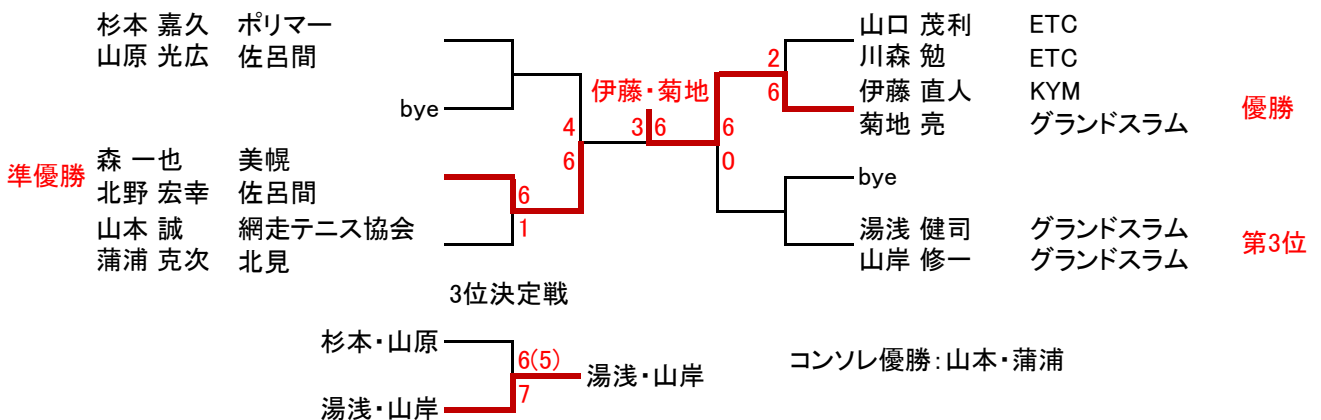 杉本 嘉久 ポリマー
山原 光広 佐呂間
bye
4
6
準優勝
森 一也 美幌
北野 宏幸 佐呂間
6
1
山本 誠 網走テニス協会
蒲浦 克次 北見
伊藤・菊地
3 6
山口 茂利 ETC
川森 勉 ETC
2
6
伊藤 直人 KYM
菊地 亮 グランドスラム
優勝
6
0
bye
湯浅 健司 グランドスラム
山岸 修一 グランドスラム
第3位
3位決定戦
杉本・山原
6(5)
7
湯浅・山岸
湯浅・山岸
コンソレ優勝：山本・蒲浦